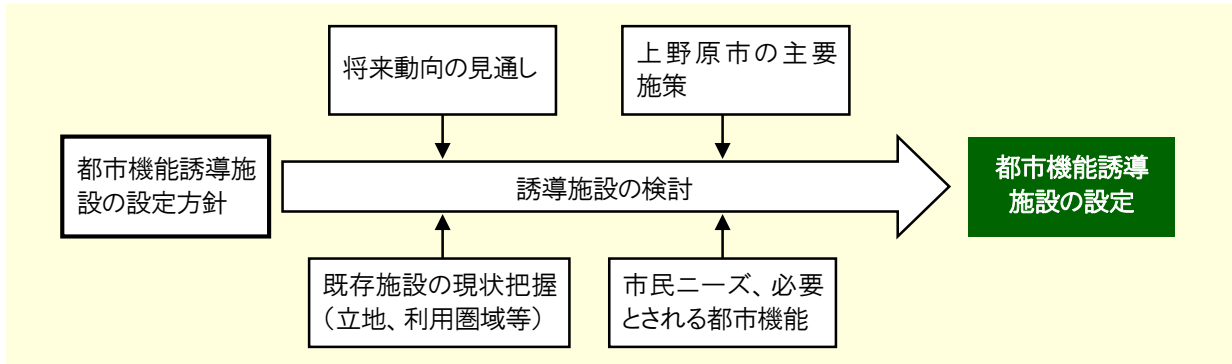 将来動向の見通し
上野原市の主要
施策
都市機能誘導施
設の設定方針
誘導施設の検討
都市機能誘導
施設の設定
既存施設の現状把握
（立地、利用圏域等）
市民ニーズ、必要
とされる都市機能